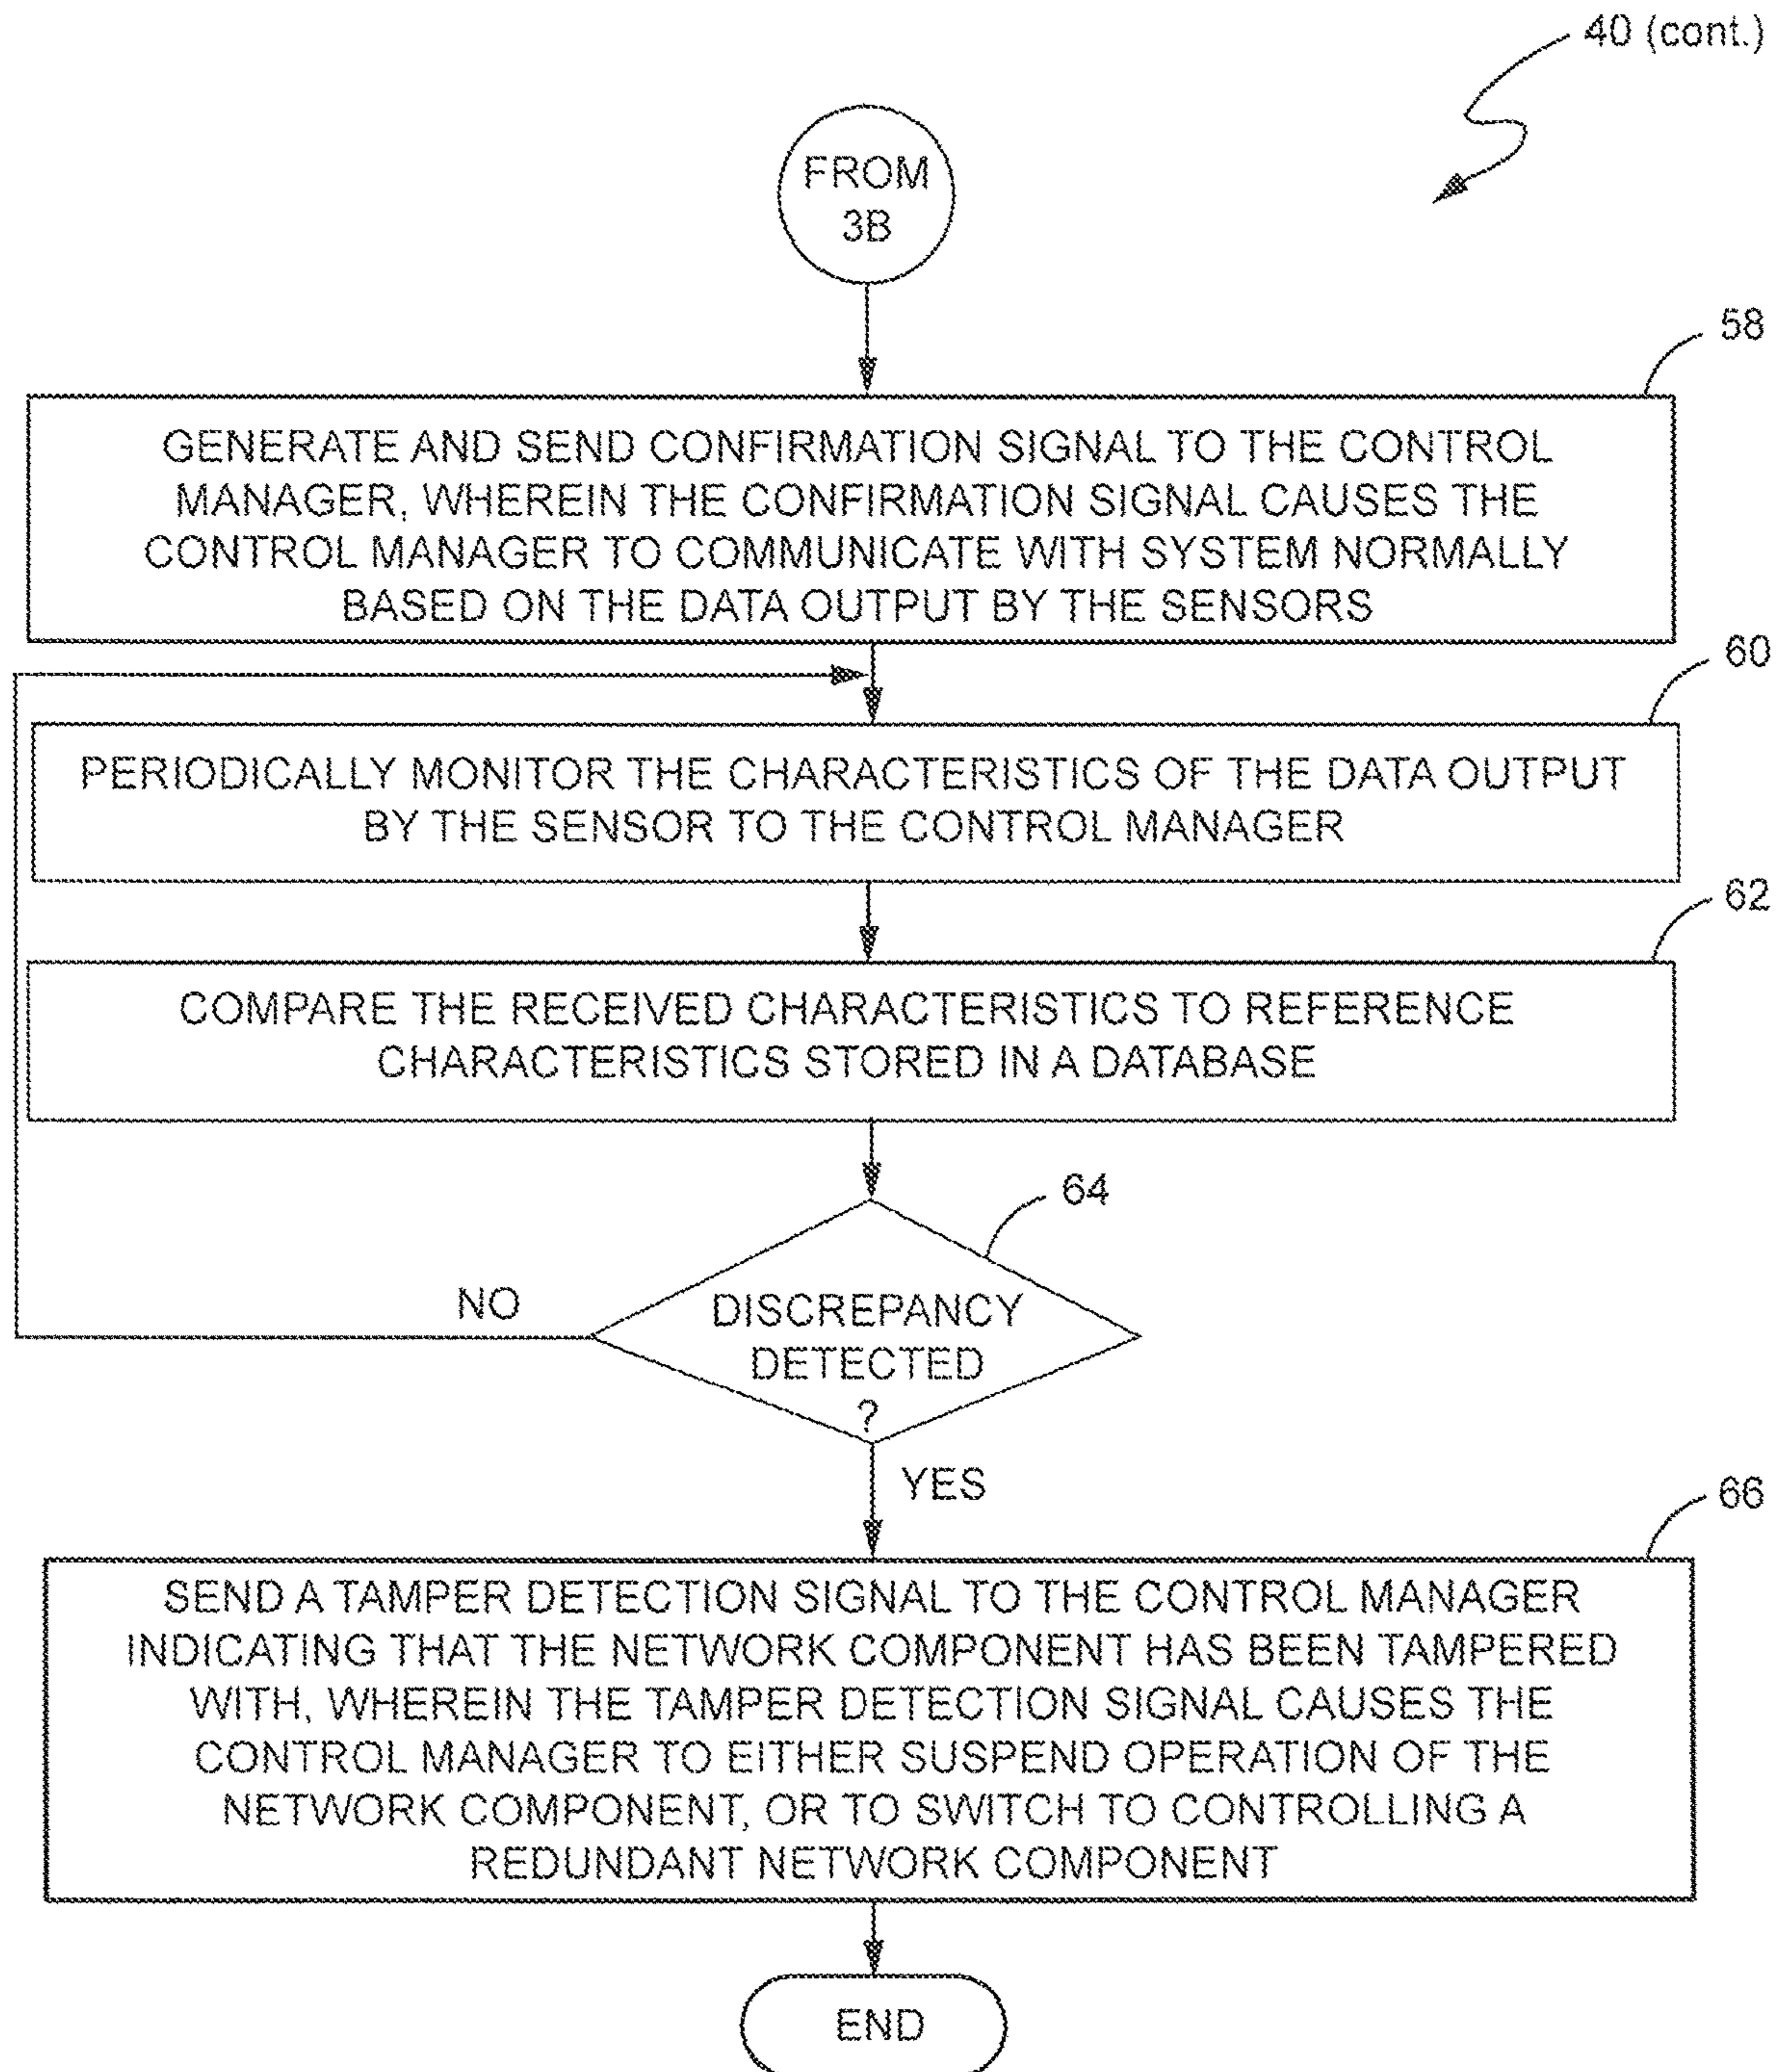 40 (cont.)
FROM
3B
58
GENERATE AND SEND CONFIRMATION SIGNAL TO THE CONTROL
MANAGER, WHEREIN THE CONFIRMATION SIGNAL CAUSES THE
CONTROL MANAGER TO COMMUNICATE WITH SYSTEM NORMALLY
BASED ON THE DATA OUTPUT BY THE SENSORS
60
PERIODICALLY MONITOR THE CHARACTERISTICS OF THE DATA OUTPUT
BY THE SENSOR TO THE CONTROL MANAGER
62
COMPARE THE RECEIVED CHARACTERISTICS TO REFERENCE
CHARACTERISTICS STORED IN A DATABASE
64
NO
DISCREPANCY
DETECTED
?
YES
66
SEND A TAMPER DETECTION SIGNAL TO THE CONTROL MANAGER
INDICATING THAT THE NETWORK COMPONENT HAS BEEN TAMPERED
WITH, WHEREIN THE TAMPER DETECTION SIGNAL CAUSES THE
CONTROL MANAGER TO EITHER SUSPEND OPERATION OF THE
NETWORK COMPONENT, OR TO SWITCH TO CONTROLLING A
REDUNDANT NETWORK COMPONENT
END